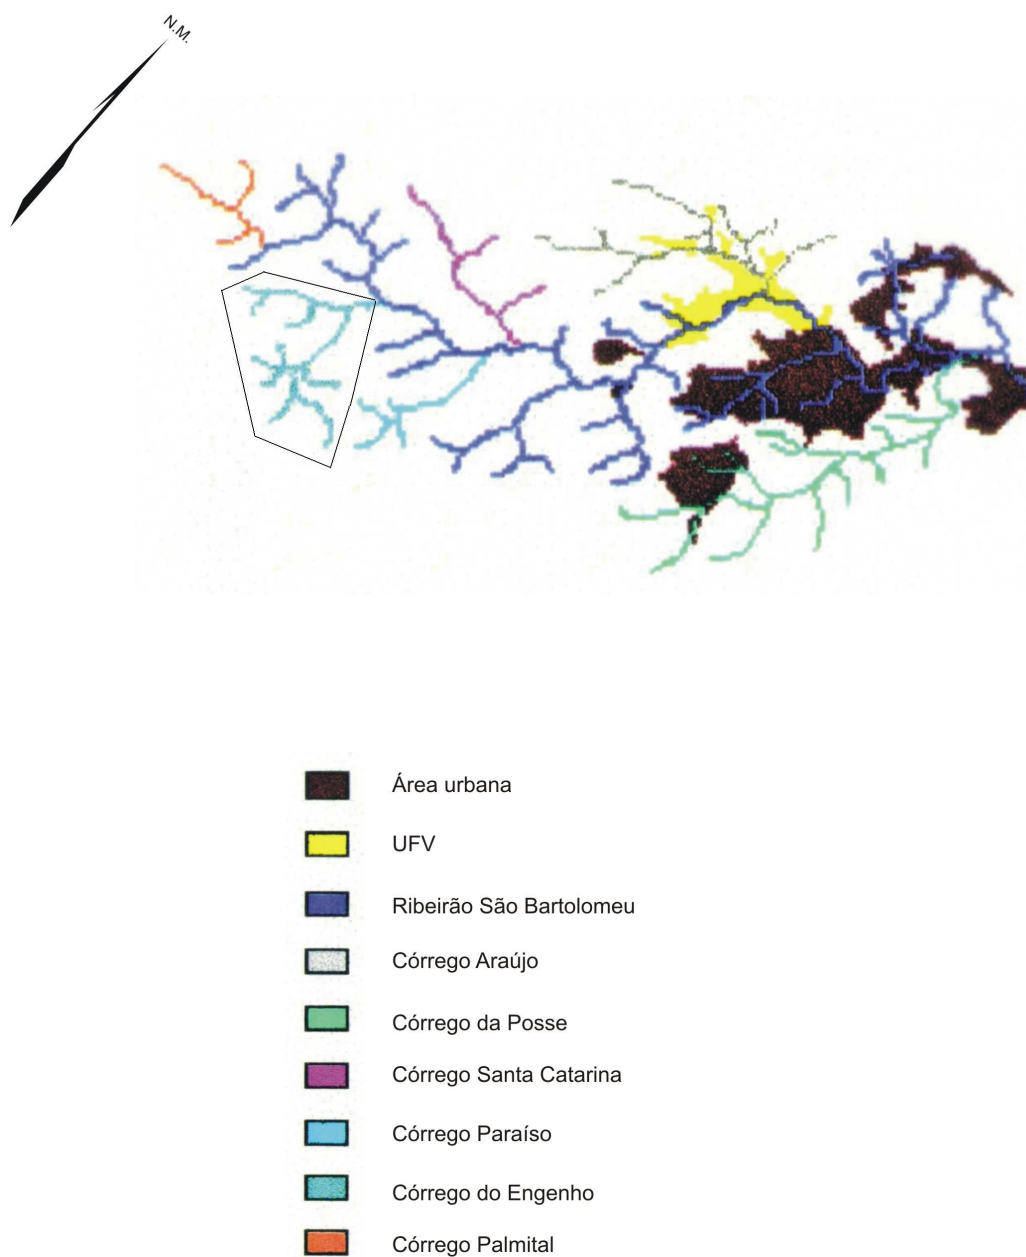 N.M.
Área urbana
UFV
Ribeirão São Bartolomeu
Córrego Araújo
Córrego da Posse
Córrego Santa Catarina
Córrego Paraíso
Córrego do Engenho
Córrego Palmital